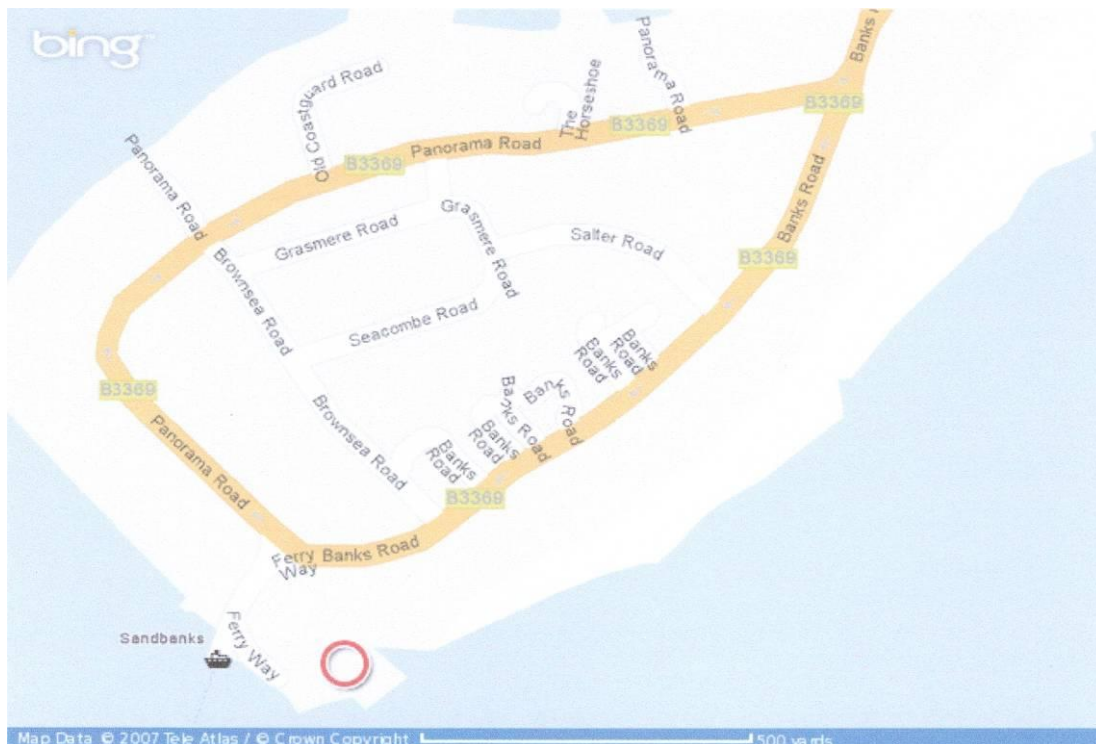 bing
Banks R
Panorama Road
The Horseshoe
Old Coastguard Road
B3369
B3369
Panorama Road
B3369
Panorama Road
Banks Road
Grasmere Road
Grasmere Road
Salter Road
Brownsea Road
B3369
Seacombe Road
Banks Road
Banks Road
B3369
Banks Road
Banks Road
Brownsea Road
Banks Road
Banks Road
Panorama Road
B3369
Ferry Way
Banks Road
Ferry Way
Sandbanks
Map Data © 2007 Tele Atlas / © Crown Copyright
500 yards